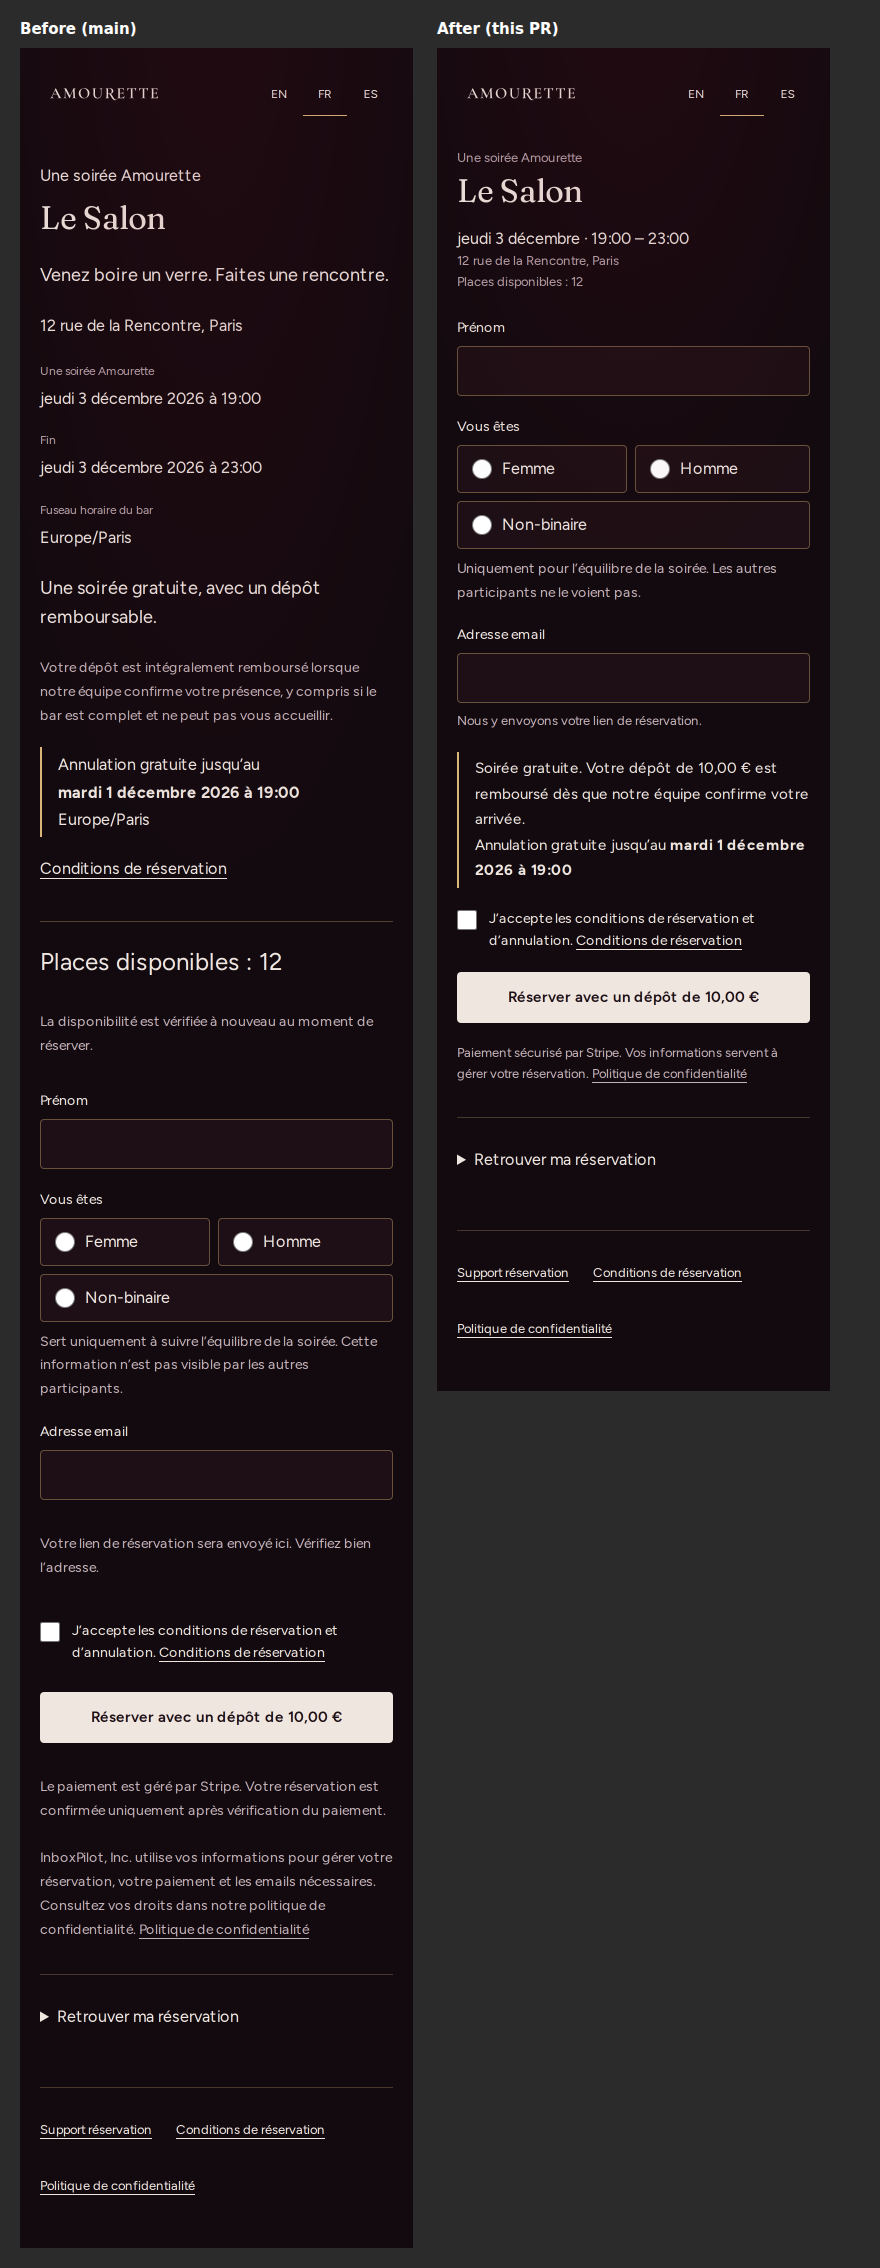 Before (main)
AMOURETTE
EN FR ES
Une soirée Amourette
Le Salon
Venez boire un verre. Faites une rencontre.
12 rue de la Rencontre, Paris
Une soirée Amourette
jeudi 3 décembre 2026 à 19:00
Fin
jeudi 3 décembre 2026 à 23:00
Fuseau horaire du bar
Europe/Paris
Une soirée gratuite, avec un dépôt
remboursable.
Votre dépôt est intégralement remboursé lorsque
notre équipe confirme votre présence, y compris si le
bar est complet et ne peut pas vous accueillir.
Annulation gratuite jusqu’au
mardi 1 décembre 2026 à 19:00
Europe/Paris
Conditions de réservation
Places disponibles : 12
La disponibilité est vérifiée à nouveau au moment de
réserver.
Prénom
Vous êtes
Femme
Homme
Non-binaire
Sert uniquement à suivre l’équilibre de la soirée. Cette
information n’est pas visible par les autres
participants.
Adresse email
Votre lien de réservation sera envoyé ici. Vérifiez bien
l’adresse.
J’accepte les conditions de réservation et
d’annulation. Conditions de réservation
Réserver avec un dépôt de 10,00 €
Le paiement est géré par Stripe. Votre réservation est
confirmée uniquement après vérification du paiement.
InboxPilot, Inc. utilise vos informations pour gérer votre
réservation, votre paiement et les emails nécessaires.
Consultez vos droits dans notre politique de
confidentialité. Politique de confidentialité
Retrouver ma réservation
Support réservation
Conditions de réservation
Politique de confidentialité
After (this PR)
AMOURETTE
EN FR ES
Une soirée Amourette
Le Salon
jeudi 3 décembre · 19:00 – 23:00
12 rue de la Rencontre, Paris
Places disponibles : 12
Prénom
Vous êtes
Femme
Homme
Non-binaire
Uniquement pour l’équilibre de la soirée. Les autres
participants ne le voient pas.
Adresse email
Nous y envoyons votre lien de réservation.
Soirée gratuite. Votre dépôt de 10,00 € est
remboursé dès que notre équipe confirme votre
arrivée.
Annulation gratuite jusqu’au mardi 1 décembre
2026 à 19:00
J’accepte les conditions de réservation et
d’annulation. Conditions de réservation
Réserver avec un dépôt de 10,00 €
Paiement sécurisé par Stripe. Vos informations servent à
gérer votre réservation. Politique de confidentialité
Retrouver ma réservation
Support réservation
Conditions de réservation
Politique de confidentialité